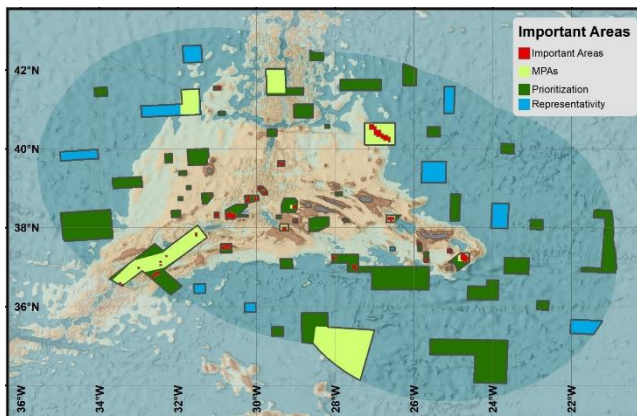 Important Areas
Important Areas
MPAs
Prioritization
Representativity
42°N
40°N
38°N
36°N
36°W
34°W
32°W
30°W
28°W
26°W
24°W
22°W